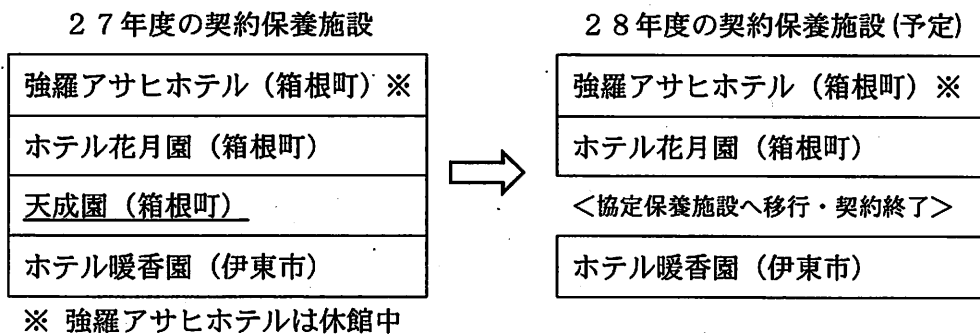 27年度の契約保養施設
強羅アサヒホテル（箱根町）※
ホテル花月園（箱根町）
天成園（箱根町）
ホテル暖香園（伊東市）
※ 強羅アサヒホテルは休館中
28年度の契約保養施設(予定)
強羅アサヒホテル（箱根町）※
ホテル花月園（箱根町）
＜協定保養施設へ移行・契約終了＞
ホテル暖香園（伊東市）